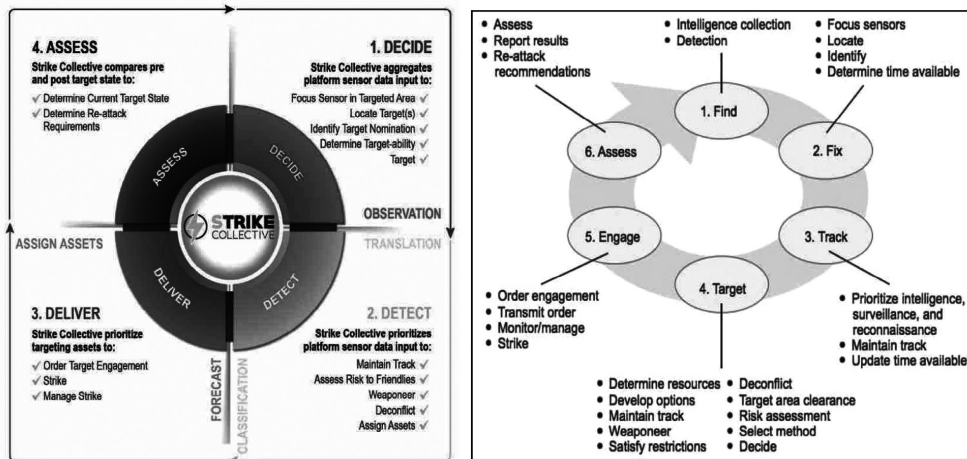 4. ASSESS
Strike Collective compares pre
and post target state to:
✓ Determine Current Target State
✓ Determine Re-attack
Requirements
1. DECIDE
Strike Collective aggregates
platform sensor data input to:
Focus Sensor in Targeted Area ✓
Locate Target(s) ✓
Identify Target Nomination ✓
Determine Target-ability ✓
Target ✓
ASSESS
DECIDE
STRIKE
COLLECTIVE
OBSERVATION
ASSIGN ASSETS
TRANSLATION
DELIVER
DETECT
3. DELIVER
Strike Collective prioritize
targeting assets to:
✓ Order Target Engagement
✓ Strike
✓ Manage Strike
FORECAST
CLASSIFICATION
2. DETECT
Strike Collective prioritizes
platform sensor data input to:
Maintain Track ✓
Assess Risk to Friendlies ✓
Weaponeer ✓
Deconflict ✓
Assign Assets ✓
• Assess
• Report results
• Re-attack
recommendations
• Intelligence collection
• Detection
• Focus sensors
• Locate
• Identify
• Determine time available
1. Find
2. Fix
3. Track
4. Target
5. Engage
6. Assess
• Order engagement
• Transmit order
• Monitor/manage
• Strike
• Prioritize intelligence,
surveillance, and
reconnaissance
• Maintain track
• Update time available
• Determine resources
• Develop options
• Maintain track
• Weaponeer
• Satisfy restrictions
• Deconflict
• Target area clearance
• Risk assessment
• Select method
• Decide